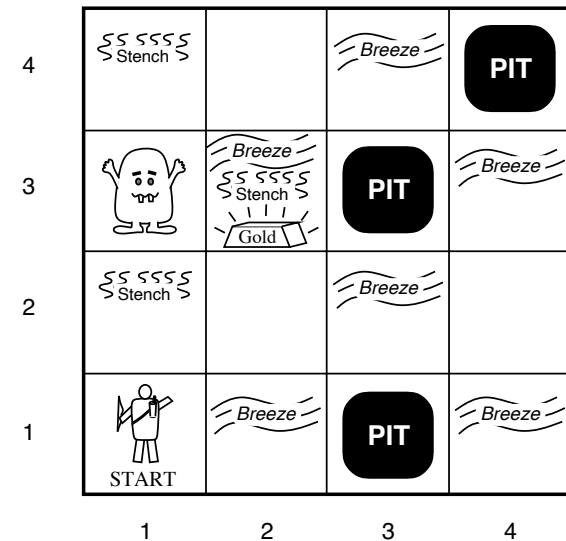 4
Stench
Breeze
PIT
3
Breeze
Stench
Gold
PIT
Breeze
2
Stench
Breeze
1
START
Breeze
PIT
Breeze
1 2 3 4